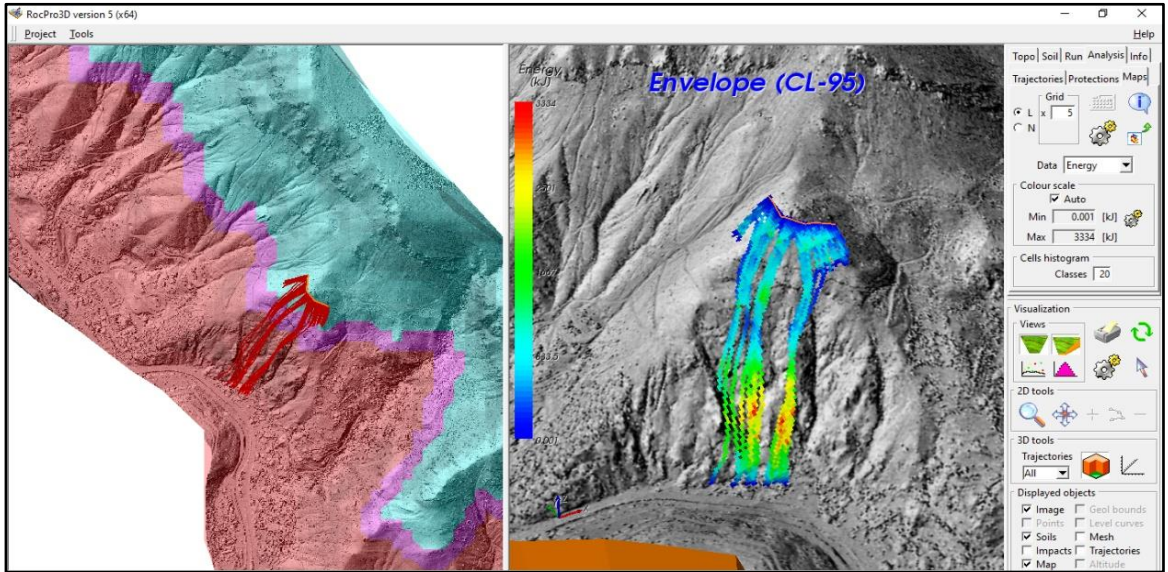 RocPro3D version 5 (x64)
Project Tools Help
Energy
(kJ)
Envelope (CL-95)
3334
0.001
Topo Soil Run Analysis Info
Trajectories Protections Maps
Grid
L x 5
N
Data Energy
Colour scale
Auto
Min 0.001 [kJ]
Max 3334 [kJ]
Cells histogram
Classes 20
Visualization
Views
2D tools
3D tools
Trajectories
All
Displayed objects
Image Geol bounds
Points Level curves
Soils Mesh
Impacts Trajectories
Map Altitude